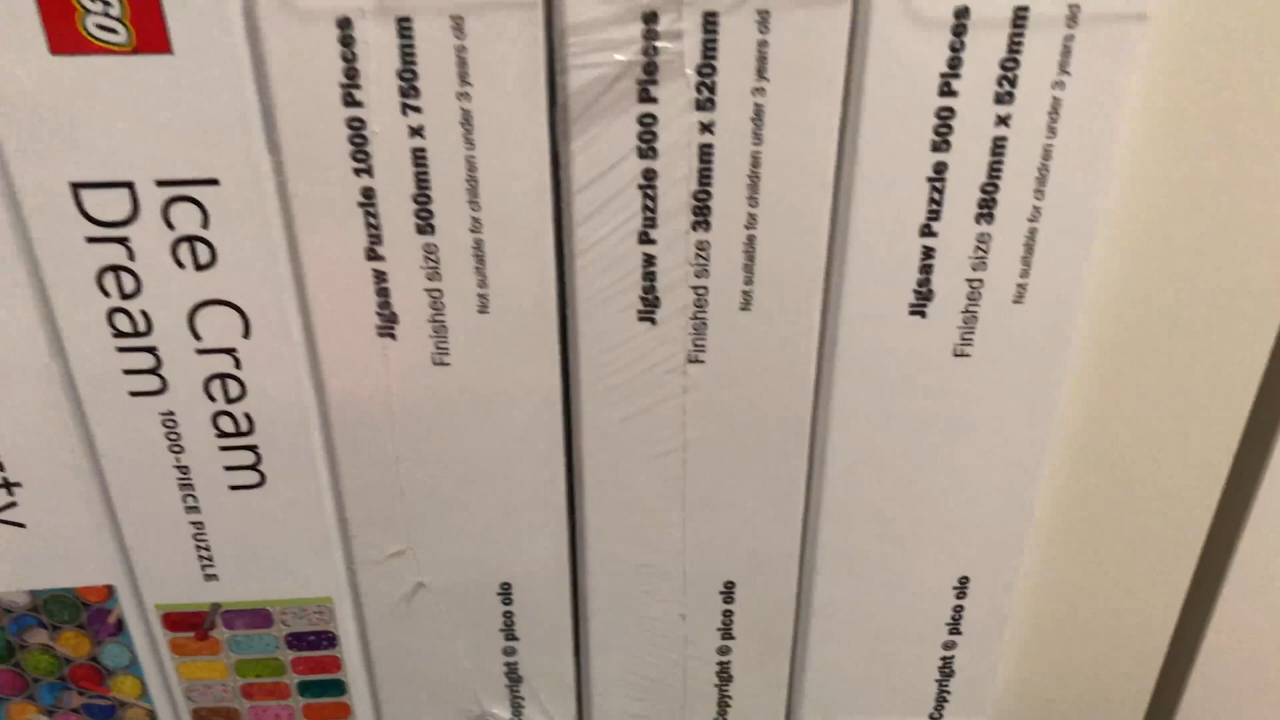 GO
Ice Cream
Dream
1000-PIECE PUZZLE
Jigsaw Puzzle 1000 Pieces
Finished size 500mm x 750mm
Not suitable for children under 3 years old
Copyright © pico olo
Jigsaw Puzzle 500 Pieces
Finished size 380mm x 520mm
Not suitable for children under 3 years old
Copyright © pico olo
Jigsaw Puzzle 500 Pieces
Finished size 380mm x 520mm
Not suitable for children under 3 years old
Copyright © pico olo